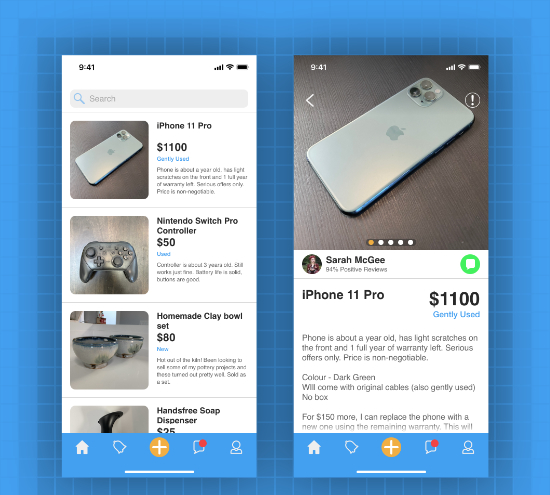 9:41
Search
iPhone 11 Pro
$1100
Gently Used
Phone is about a year old, has light
scratches on the front and 1 full year
of warranty left. Serious offers only.
Price is non-negotiable.
Nintendo Switch Pro
Controller
$50
Used
Controller is about 3 years old. Still
works just fine. Battery life is solid,
buttons are good.
Homemade Clay bowl
set
$80
New
Hot out of the kiln! Been looking to
sell some of my pottery projects and
these turned out pretty well. Sold as
a set.
Handsfree Soap
Dispenser
$25
9:41
Sarah McGee
94% Positive Reviews
iPhone 11 Pro
$1100
Gently Used
Phone is about a year old, has light scratches on
the front and 1 full year of warranty left. Serious
offers only. Price is non-negotiable.
Colour - Dark Green
Will come with original cables (also gently used)
No box
For $150 more, I can replace the phone with a
new one using the remaining warranty. This will